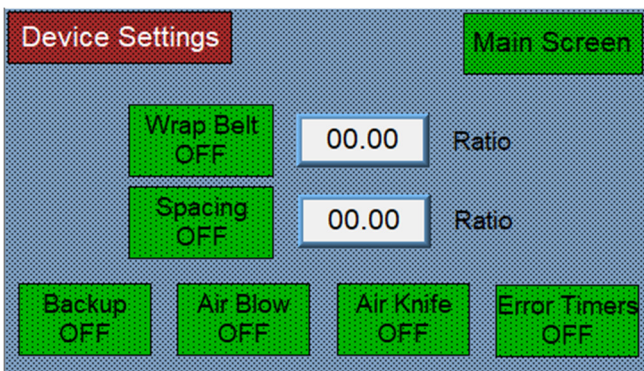 Device Settings
Main Screen
Wrap Belt
OFF
00.00
Ratio
Spacing
OFF
00.00
Ratio
Backup
OFF
Air Blow
OFF
Air Knife
OFF
Error Timers
OFF